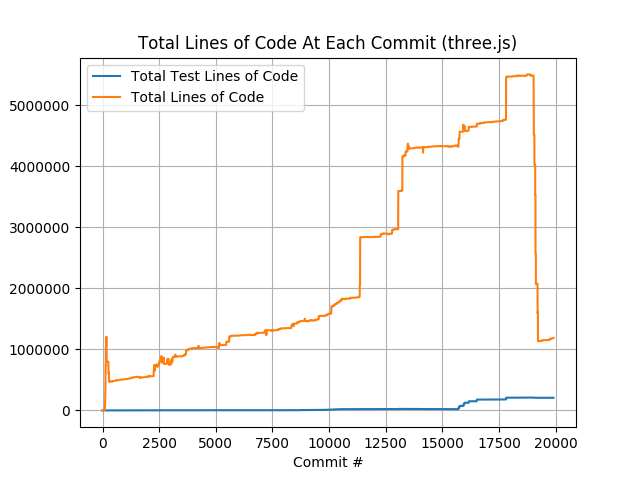 Total Lines of Code At Each Commit (three.js)
Total Test Lines of Code
Total Lines of Code
5000000
4000000
3000000
2000000
1000000
0
0 2500 5000 7500 10000 12500 15000 17500 20000
Commit #